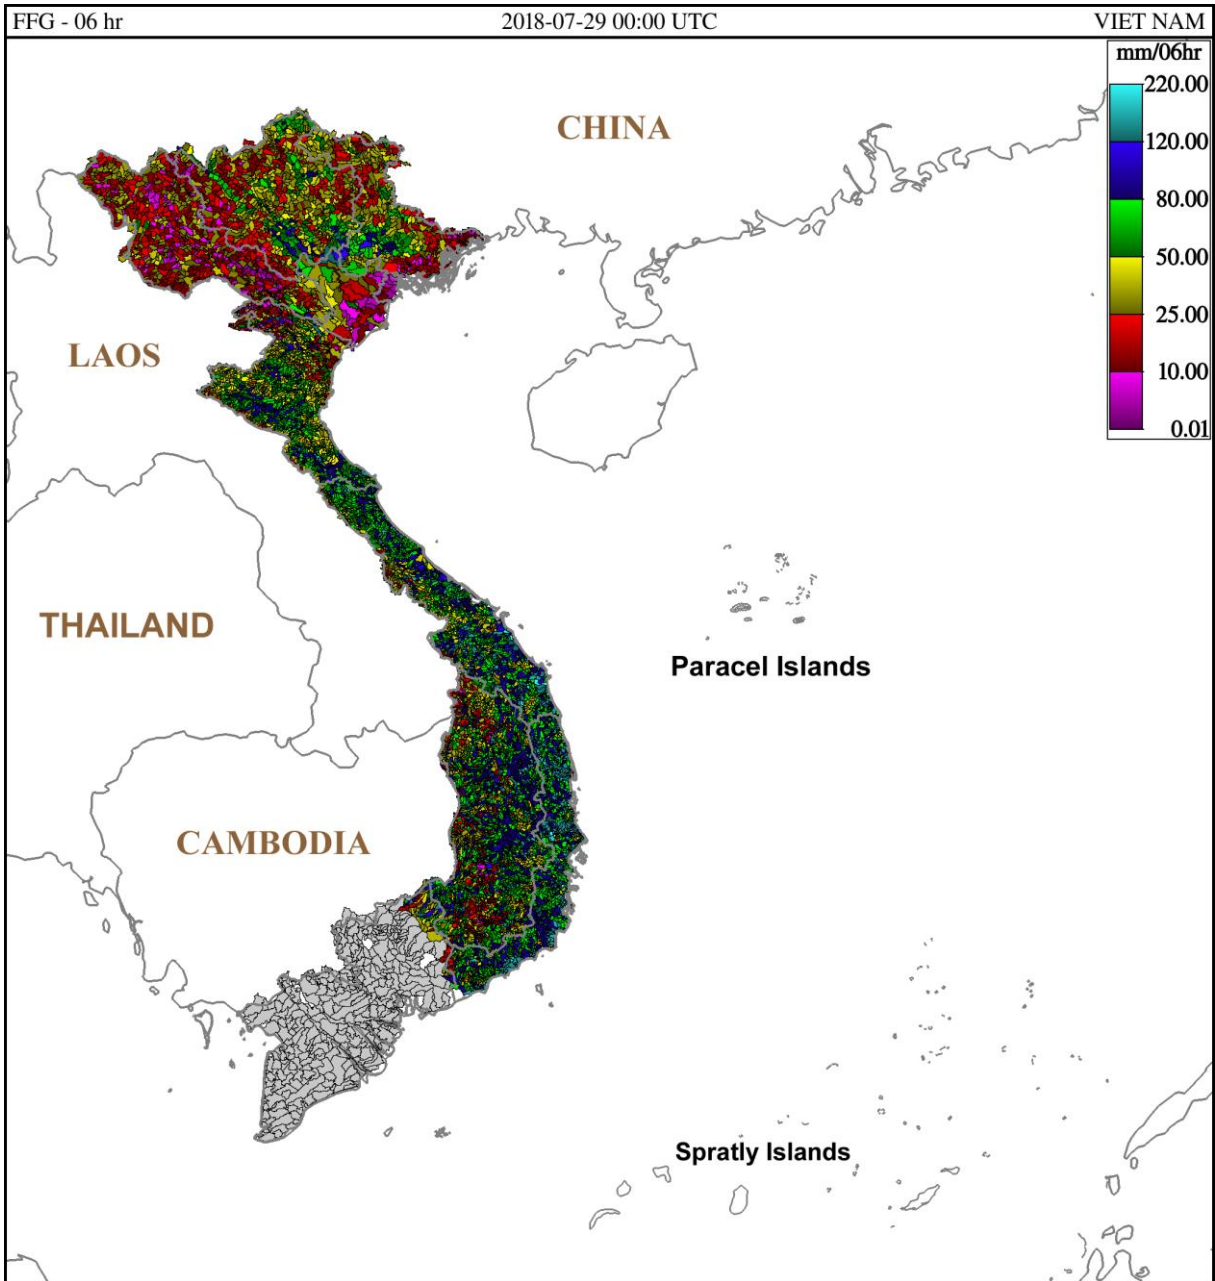 FFG - 06 hr
2018-07-29 00:00 UTC
VIET NAM
mm/06hr
220.00
120.00
80.00
50.00
25.00
10.00
0.01
CHINA
LAOS
THAILAND
Paracel Islands
CAMBODIA
Spratly Islands